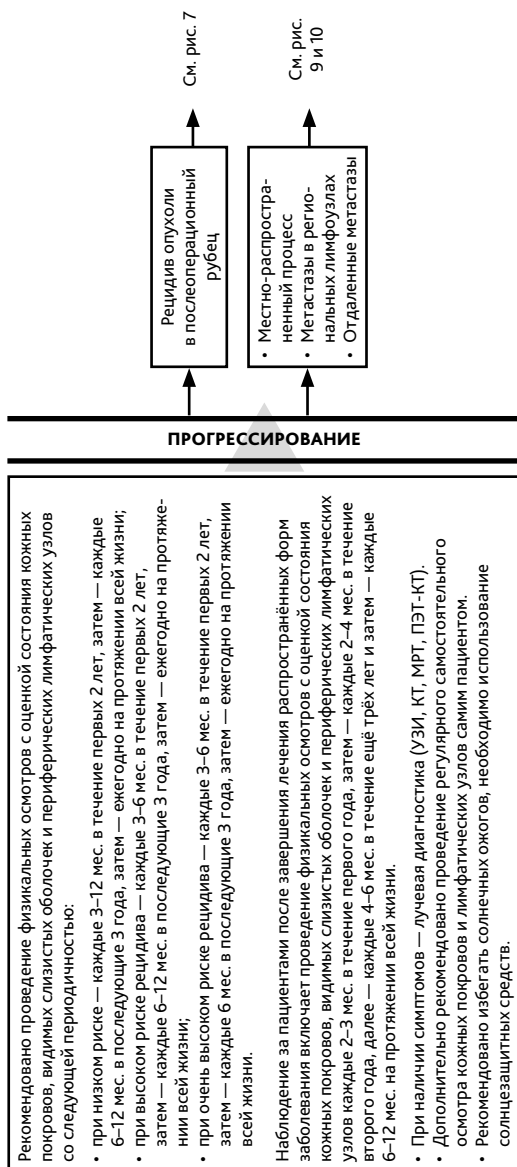 Рекомендовано проведение физикальных осмотров с оценкой состояния кожных
покровов, видимых слизистых оболочек и периферических лимфатических узлов
со следующей периодичностью:
• при низком риске — каждые 3–12 мес. в течение первых 2 лет, затем — каждые
6–12 мес. в последующие 3 года, затем — ежегодно на протяжении всей жизни;
• при высоком риске рецидива — каждые 3–6 мес. в течение первых 2 лет,
затем — каждые 6–12 мес. в последующие 3 года, затем — ежегодно на протяже-
нии всей жизни;
• при очень высоком риске рецидива — каждые 3–6 мес. в течение первых 2 лет,
затем — каждые 6 мес. в последующие 3 года, затем — ежегодно на протяжении
всей жизни.
Наблюдение за пациентами после завершения лечения распространённых форм
заболевания включает проведение физикальных осмотров с оценкой состояния
кожных покровов, видимых слизистых оболочек и периферических лимфатических
узлов каждые 2–3 мес. в течение первого года, затем — каждые 2–4 мес. в течение
второго года, далее — каждые 4–6 мес. в течение ещё трёх лет и затем — каждые
6–12 мес. на протяжении всей жизни.
• При наличии симптомов — лучевая диагностика (УЗИ, КТ, МРТ, ПЭТ-КТ).
• Дополнительно рекомендовано проведение регулярного самостоятельного
осмотра кожных покровов и лимфатических узлов самим пациентом.
• Рекомендовано избегать солнечных ожогов, необходимо использование
солнцезащитных средств.
ПРОГРЕССИРОВАНИЕ
Рецидив опухоли
в послеоперационный
рубец
См. рис. 7
• Местно-распростра-
ненный процесс
• Метастазы в регио-
нальных лимфоузлах
• Отдаленные метастазы
См. рис.
9 и 10